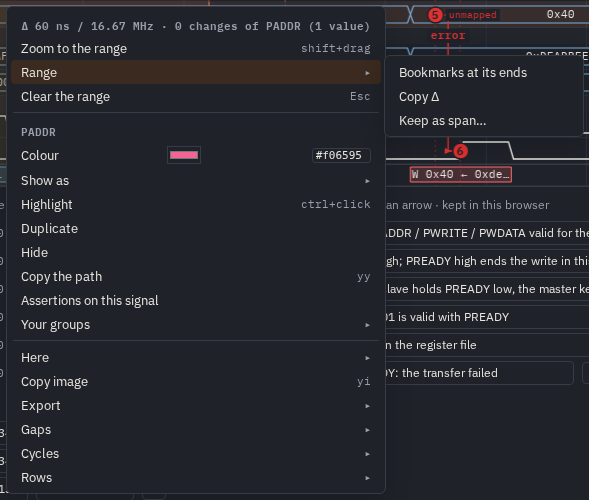 Δ 60 ns / 16.67 MHz · 0 changes of PADDR (1 value)
Zoom to the range shift+drag
Range ▸
Clear the range Esc
PADDR
Colour #f06595
Show as ▸
Highlight ctrl+click
Duplicate
Hide
Copy the path yy
Assertions on this signal
Your groups ▸
Here ▸
Copy image yi
Export ▸
Gaps ▸
Cycles ▸
Rows ▸
Bookmarks at its ends
Copy Δ
Keep as span…
5 unmapped 0x40
error
6
W 0x40 ← 0xde…
an arrow · kept in this browser
ADDR / PWRITE / PWDATA valid for the
gh; PREADY high ends the write in this
lave holds PREADY low, the master ke
01 is valid with PREADY
n the register file
DY: the transfer failed